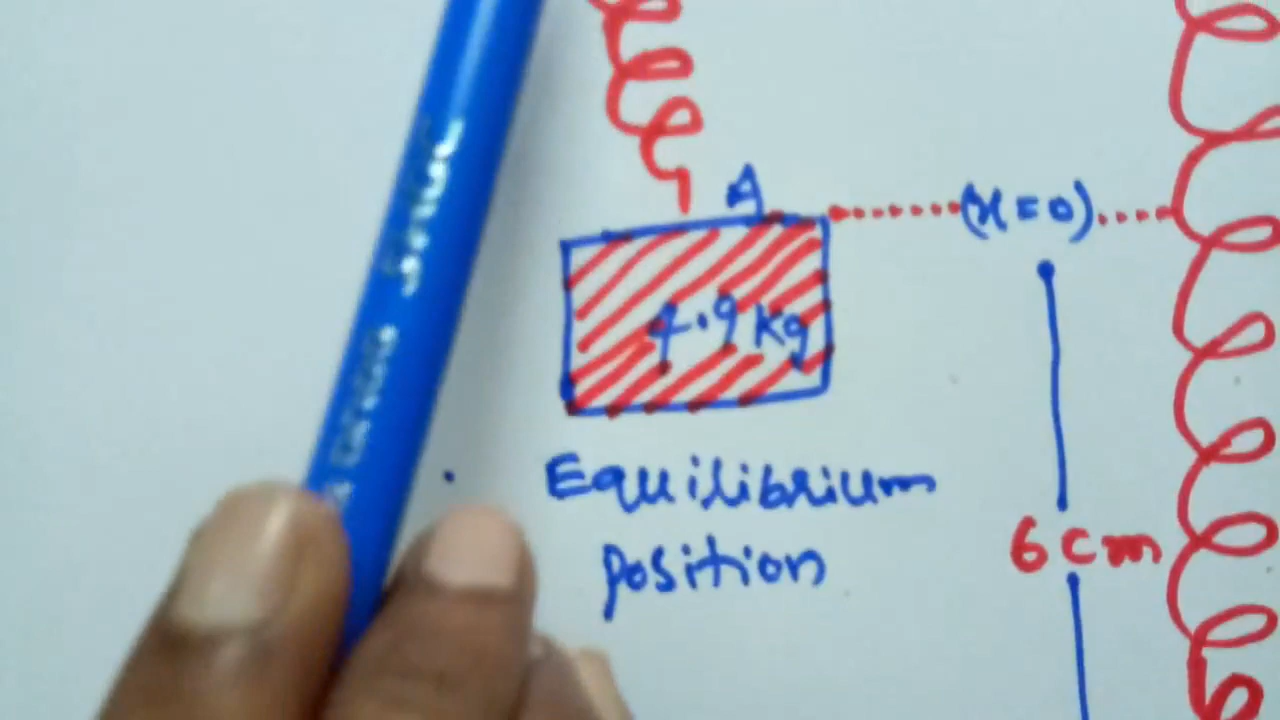 A
(x=0)
4.9 kg
Equilibrium
position
6 cm